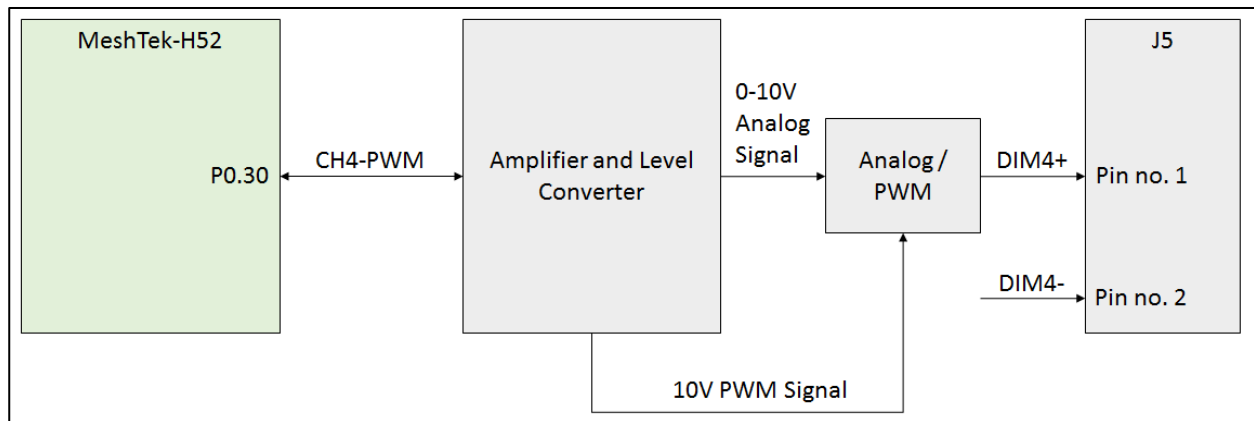 MeshTek-H52
P0.30
CH4-PWM
Amplifier and Level
Converter
0-10V
Analog
Signal
Analog /
PWM
DIM4+
J5
Pin no. 1
DIM4-
Pin no. 2
10V PWM Signal